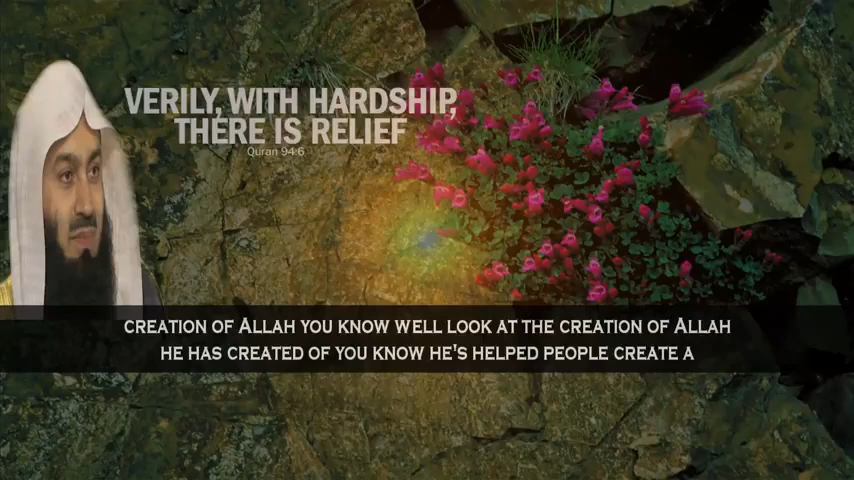 VERILY, WITH HARDSHIP,
THERE IS RELIEF
Quran 94:6
CREATION OF ALLAH YOU KNOW WELL LOOK AT THE CREATION OF ALLAH
HE HAS CREATED OF YOU KNOW HE'S HELPED PEOPLE CREATE A